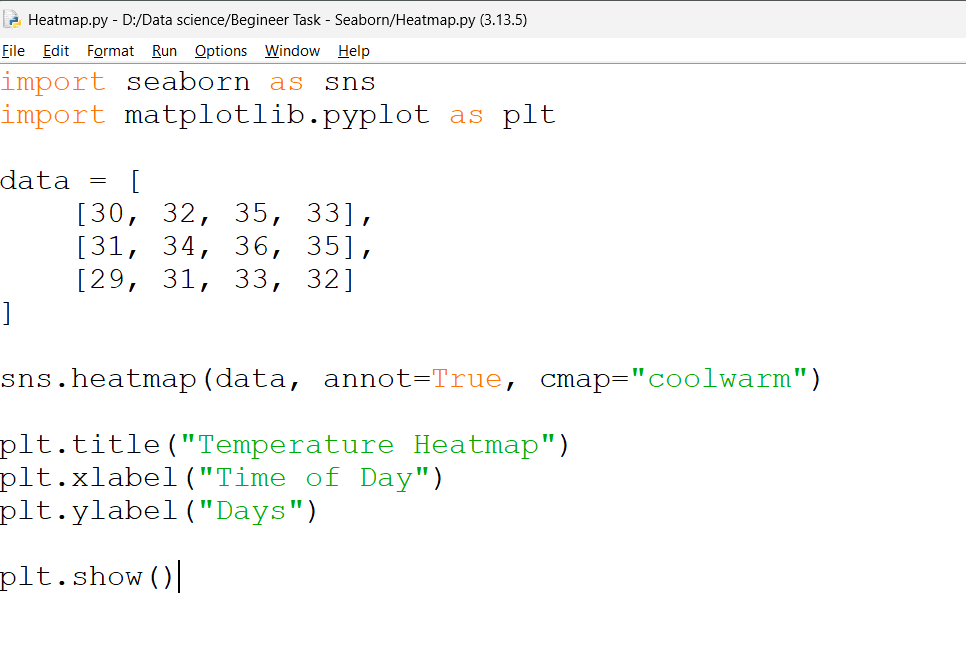 Heatmap.py - D:/Data science/Begineer Task - Seaborn/Heatmap.py (3.13.5)
File Edit Format Run Options Window Help
import seaborn as sns
import matplotlib.pyplot as plt

data = [
    [30, 32, 35, 33],
    [31, 34, 36, 35],
    [29, 31, 33, 32]
]

sns.heatmap(data, annot=True, cmap="coolwarm")

plt.title("Temperature Heatmap")
plt.xlabel("Time of Day")
plt.ylabel("Days")

plt.show()